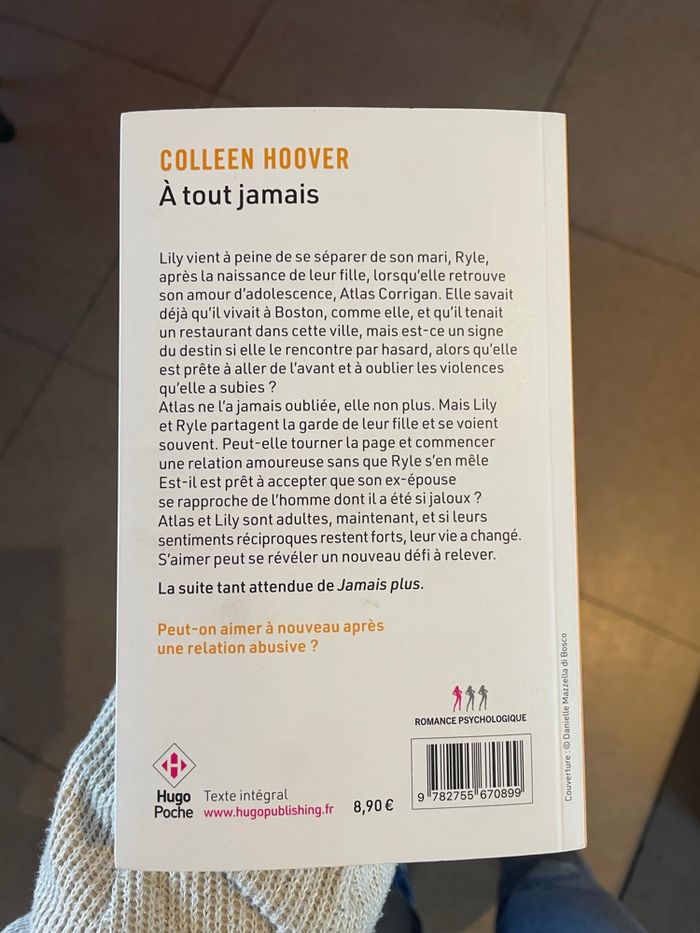 COLLEEN HOOVER
À tout jamais
Lily vient à peine de se séparer de son mari, Ryle,
après la naissance de leur fille, lorsqu'elle retrouve
son amour d'adolescence, Atlas Corrigan. Elle savait
déjà qu'il vivait à Boston, comme elle, et qu'il tenait
un restaurant dans cette ville, mais est-ce un signe
du destin si elle le rencontre par hasard, alors qu'elle
est prête à aller de l'avant et à oublier les violences
qu'elle a subies ?
Atlas ne l'a jamais oubliée, elle non plus. Mais Lily
et Ryle partagent la garde de leur fille et se voient
souvent. Peut-elle tourner la page et commencer
une relation amoureuse sans que Ryle s'en mêle
Est-il est prêt à accepter que son ex-épouse
se rapproche de l'homme dont il a été si jaloux ?
Atlas et Lily sont adultes, maintenant, et si leurs
sentiments réciproques restent forts, leur vie a changé.
S'aimer peut se révéler un nouveau défi à relever.
La suite tant attendue de Jamais plus.
Peut-on aimer à nouveau après
une relation abusive ?
ROMANCE PSYCHOLOGIQUE
Hugo
Poche
Texte intégral
www.hugopublishing.fr
8,90 €
9 782755 670899
Couverture : © Danielle Mazzella di Bosco